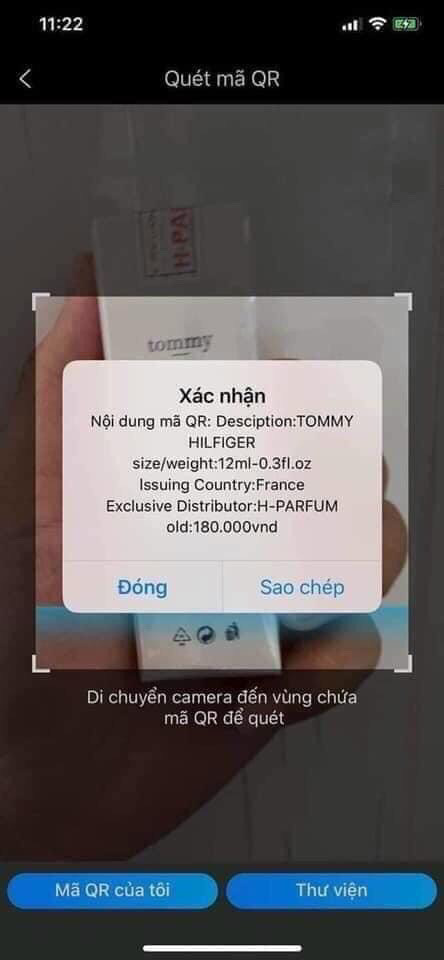 11:22
Quét mã QR
H-PA
tommy
Xác nhận
Nội dung mã QR: Desciption:TOMMY
HILFIGER
size/weight:12ml-0.3fl.oz
Issuing Country:France
Exclusive Distributor:H-PARFUM
old:180.000vnd
Đóng
Sao chép
Di chuyển camera đến vùng chứa
mã QR để quét
Mã QR của tôi
Thư viện